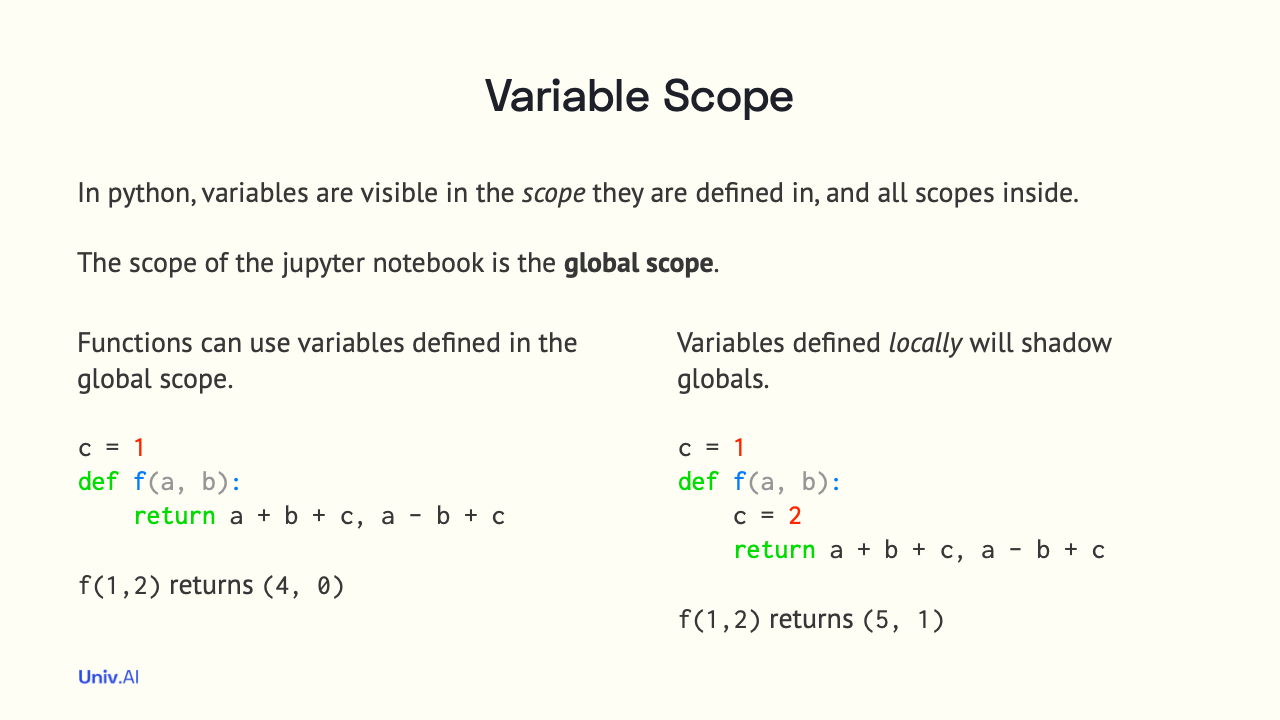 Variable Scope
In python, variables are visible in the scope they are defined in, and all scopes inside.
The scope of the jupyter notebook is the global scope.
Functions can use variables defined in the
global scope.
c = 1
def f(a, b):
    return a + b + c, a - b + c
f(1,2) returns (4, 0)
Variables defined locally will shadow
globals.
c = 1
def f(a, b):
    c = 2
    return a + b + c, a - b + c
f(1,2) returns (5, 1)
Univ.AI